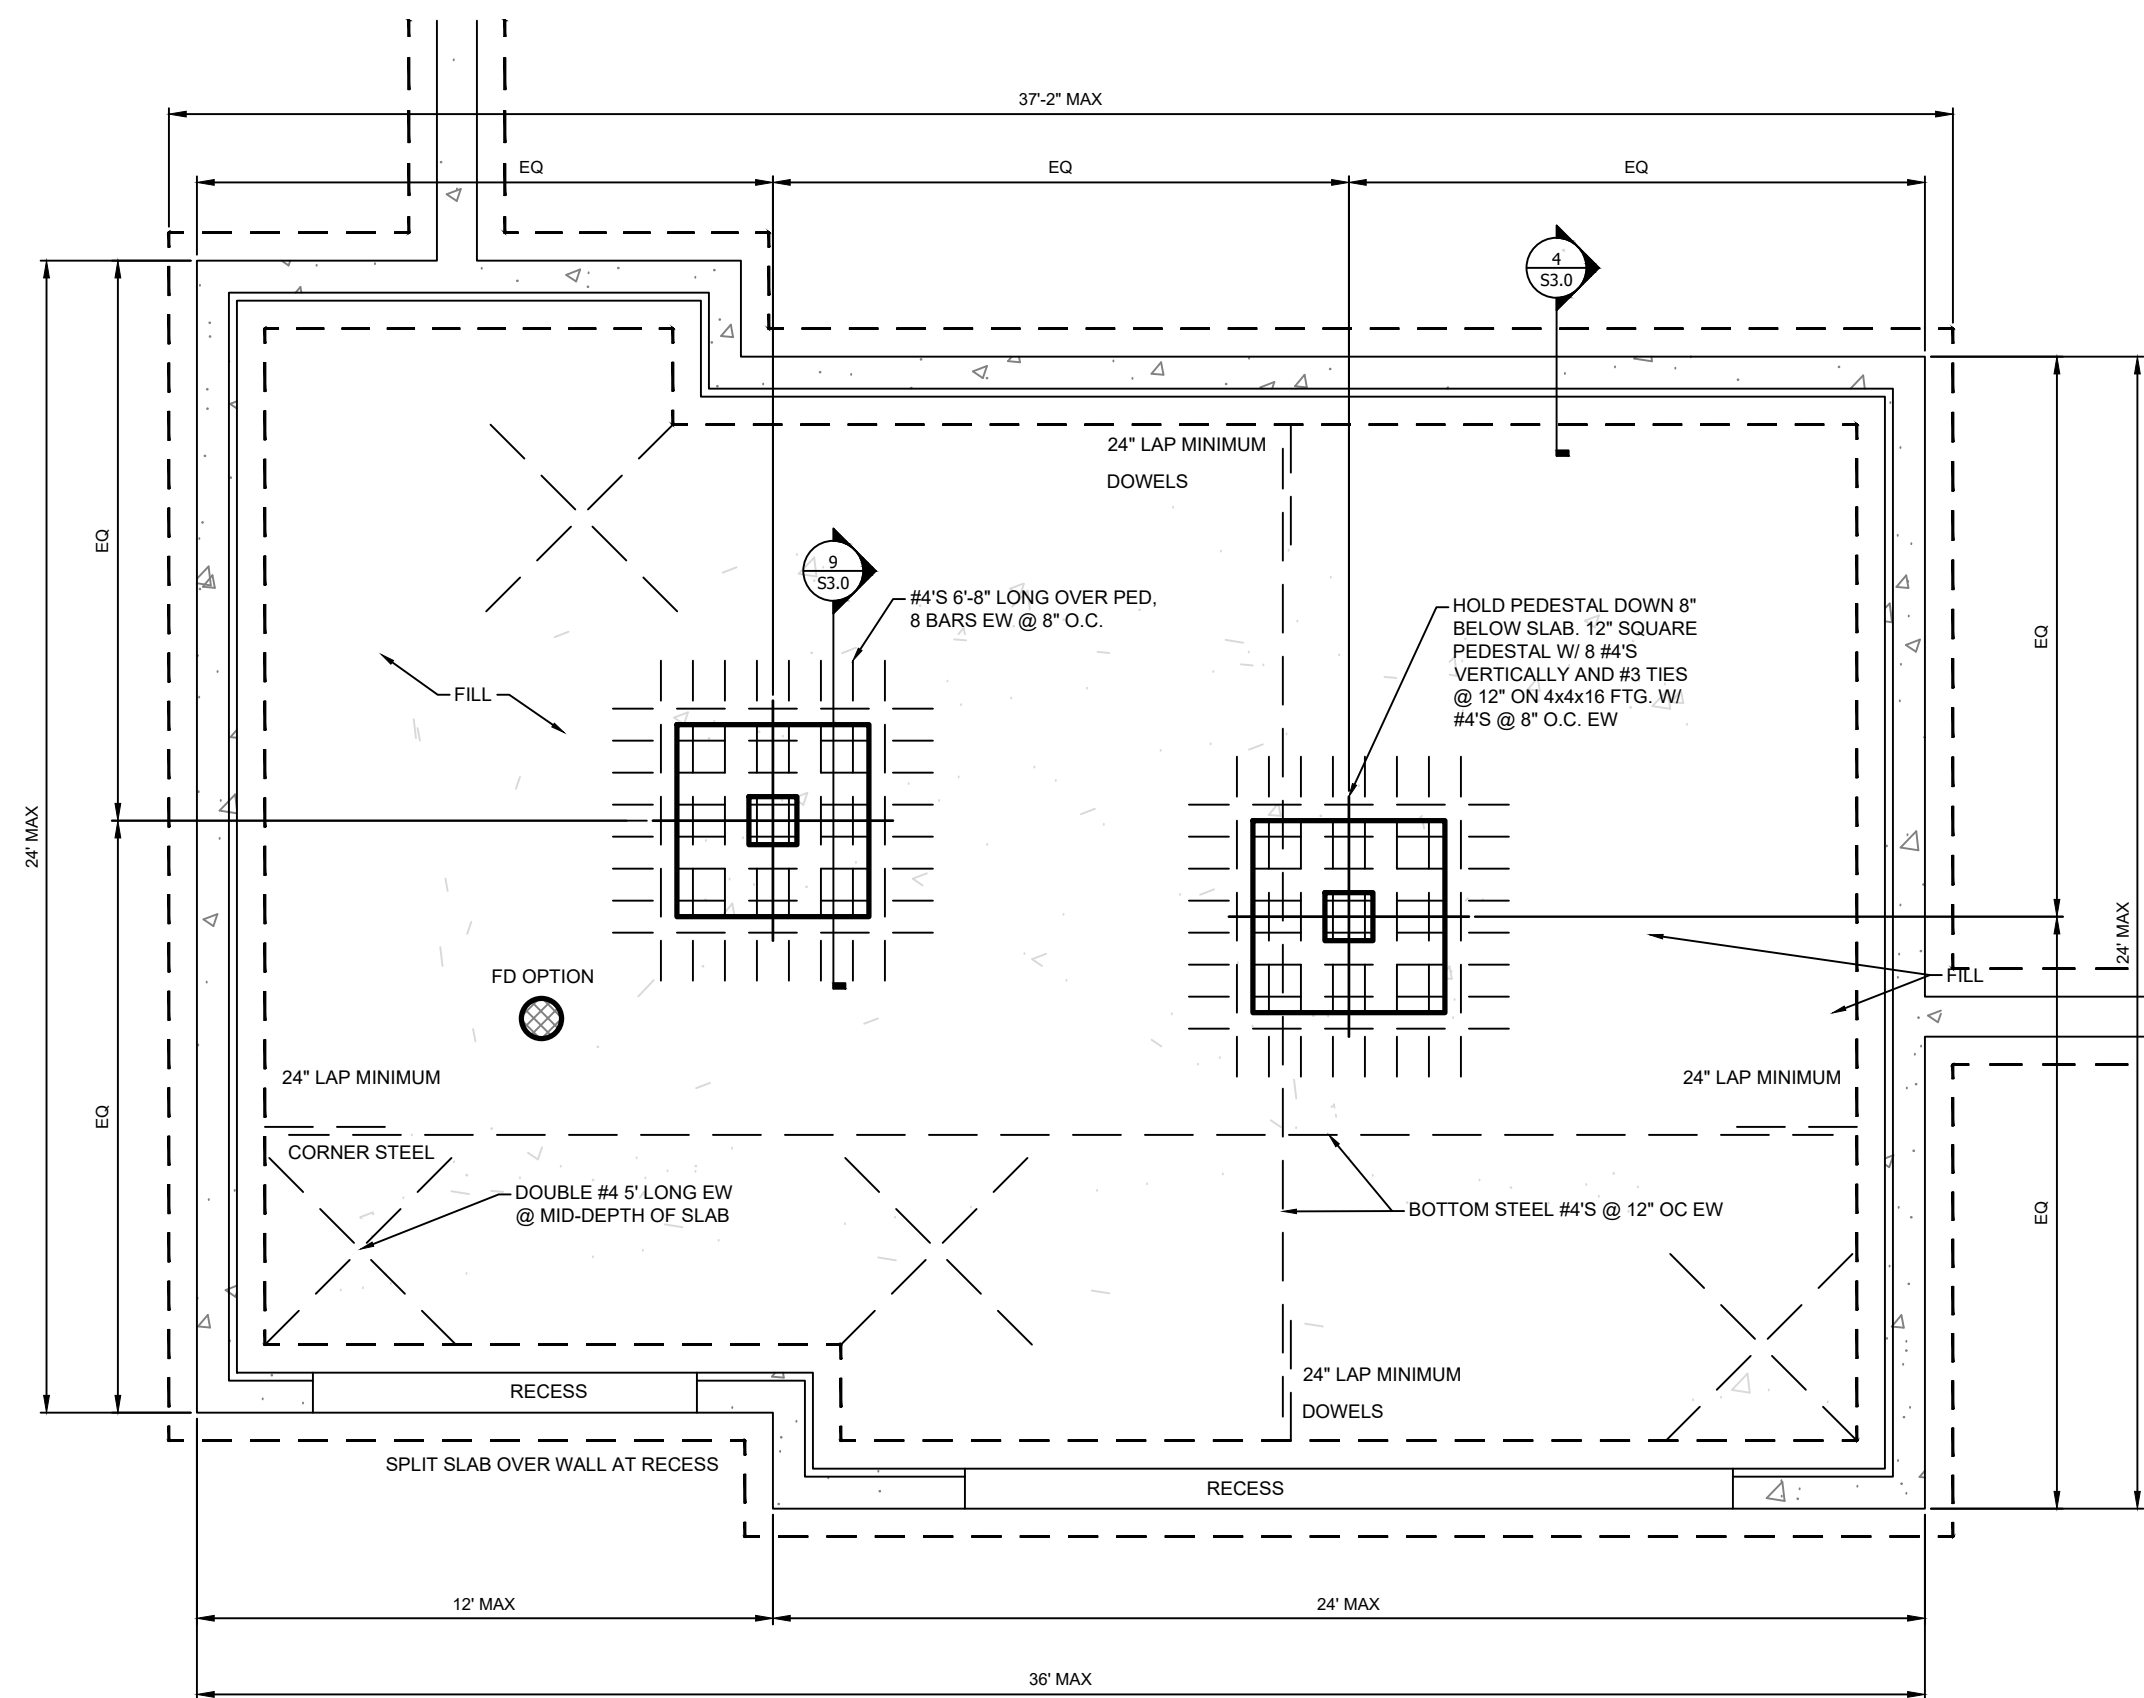 37'-2" MAX
EQ
EQ
EQ
4
S3.0
24" LAP MINIMUM
DOWELS
EQ
9
S3.0
#4'S 6'-8" LONG OVER PED,
8 BARS EW @ 8" O.C.
HOLD PEDESTAL DOWN 8"
BELOW SLAB. 12" SQUARE
PEDESTAL W/ 8 #4'S
VERTICALLY AND #3 TIES
@ 12" ON 4x4x16 FTG. W/
#4'S @ 8" O.C. EW
EQ
FILL
24' MAX
24' MAX
FD OPTION
FILL
24" LAP MINIMUM
24" LAP MINIMUM
EQ
CORNER STEEL
DOUBLE #4 5' LONG EW
@ MID-DEPTH OF SLAB
BOTTOM STEEL #4'S @ 12" OC EW
EQ
24" LAP MINIMUM
DOWELS
RECESS
SPLIT SLAB OVER WALL AT RECESS
RECESS
12' MAX
24' MAX
36' MAX